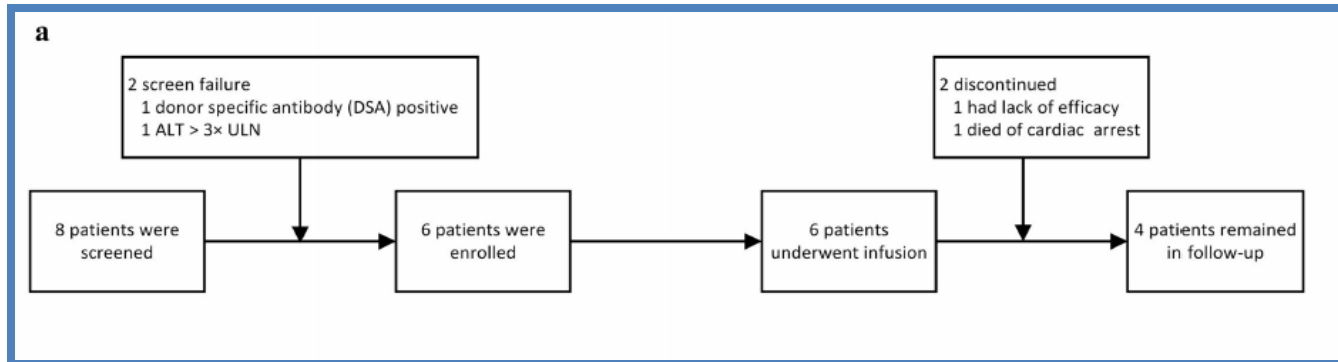 a
2 screen failure
1 donor specific antibody (DSA) positive
1 ALT > 3× ULN
2 discontinued
1 had lack of efficacy
1 died of cardiac arrest
8 patients were
screened
6 patients were
enrolled
6 patients
underwent infusion
4 patients remained
in follow-up